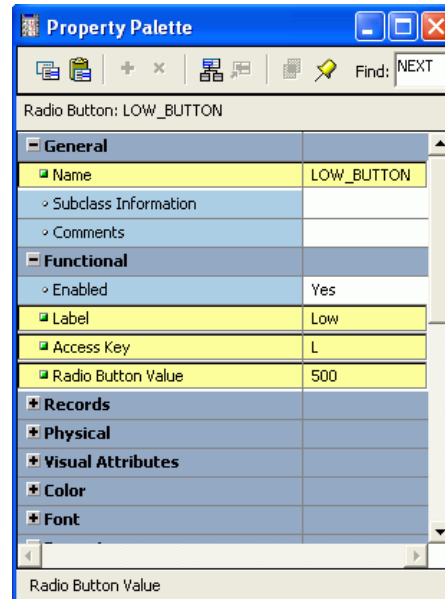 Property Palette
Find: NEXT
Radio Button: LOW_BUTTON
General
Name LOW_BUTTON
Subclass Information
Comments
Functional
Enabled Yes
Label Low
Access Key L
Radio Button Value 500
Records
Physical
Visual Attributes
Color
Font
Radio Button Value